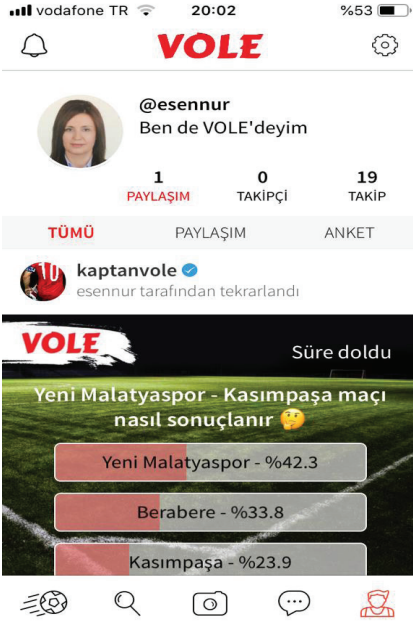 vodafone TR 20:02 %53
VOLE
@esennur
Ben de VOLE'deyim
1 0 19
PAYLAŞIM TAKİPÇİ TAKİP
TÜMÜ PAYLAŞIM ANKET
10
kaptanvole
esennur tarafından tekrarlandı
VOLE
Süre doldu
Yeni Malatyaspor - Kasımpaşa maçı
nasıl sonuçlanır 🤔
Yeni Malatyaspor - %42.3
Berabere - %33.8
Kasımpaşa - %23.9